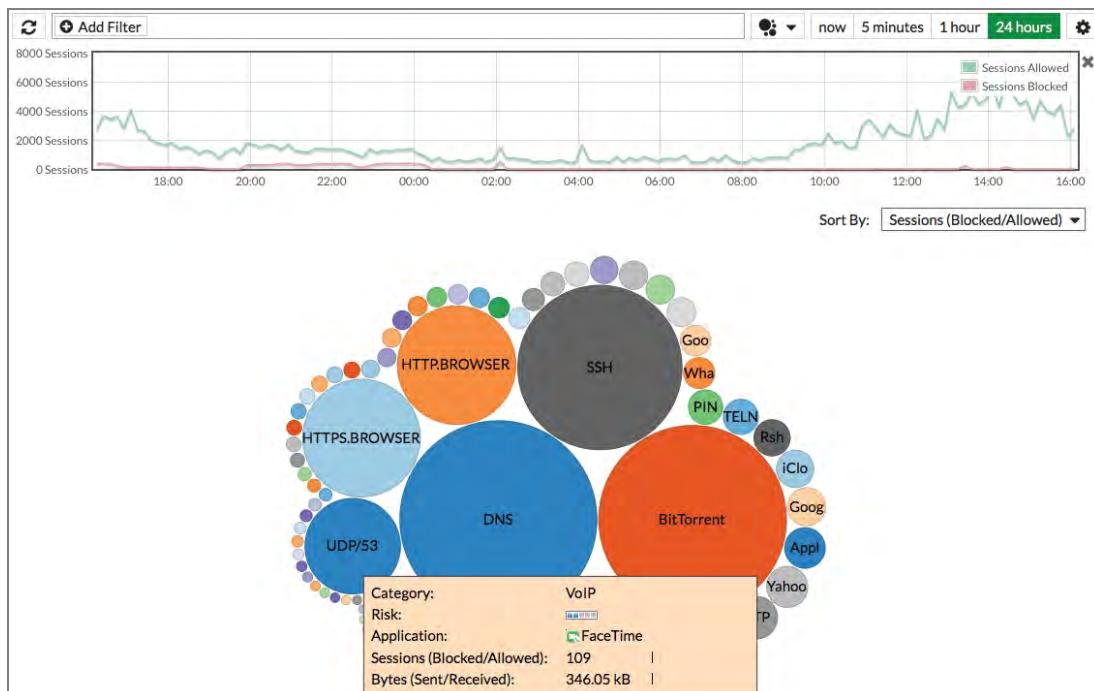 Add Filter now 5 minutes 1 hour 24 hours
8000 Sessions
6000 Sessions
4000 Sessions
2000 Sessions
0 Sessions
Sessions Allowed
Sessions Blocked
18:00 20:00 22:00 00:00 02:00 04:00 06:00 08:00 10:00 12:00 14:00 16:00
Sort By: Sessions (Blocked/Allowed)
Goo
HTTP.BROWSER
SSH
Wha
PIN
TELN
HTTPS.BROWSER
Rsh
iClo
Goog
DNS
BitTorrent
UDP/53
Appl
Yahoo
TP
Category: VoIP
Risk:
Application: FaceTime
Sessions (Blocked/Allowed): 109
Bytes (Sent/Received): 346.05 kB